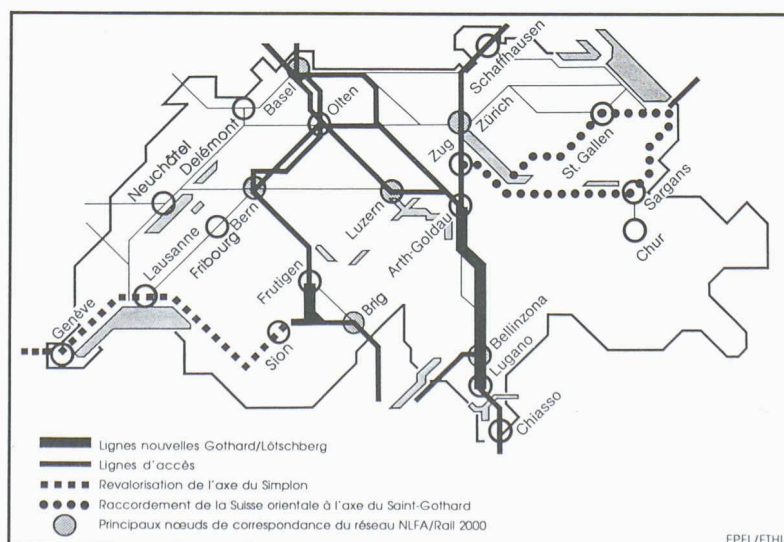 Schaffhausen
Basel
Olten
Zürich
Delémont
Zug
St. Gallen
Neuchâtel
Bern
Luzern
Sargans
Lausanne
Fribourg
Arth-Goldau
Chur
Frutigen
Genève
Sion
Brig
Bellinzona
Lugano
Chiasso
Lignes nouvelles Gothard/Lötschberg
Lignes d'accès
Revalorisation de l'axe du Simplon
Raccordement de la Suisse orientale à l'axe du Saint-Gothard
Principaux nœuds de correspondance du réseau NLFA/Rail 2000